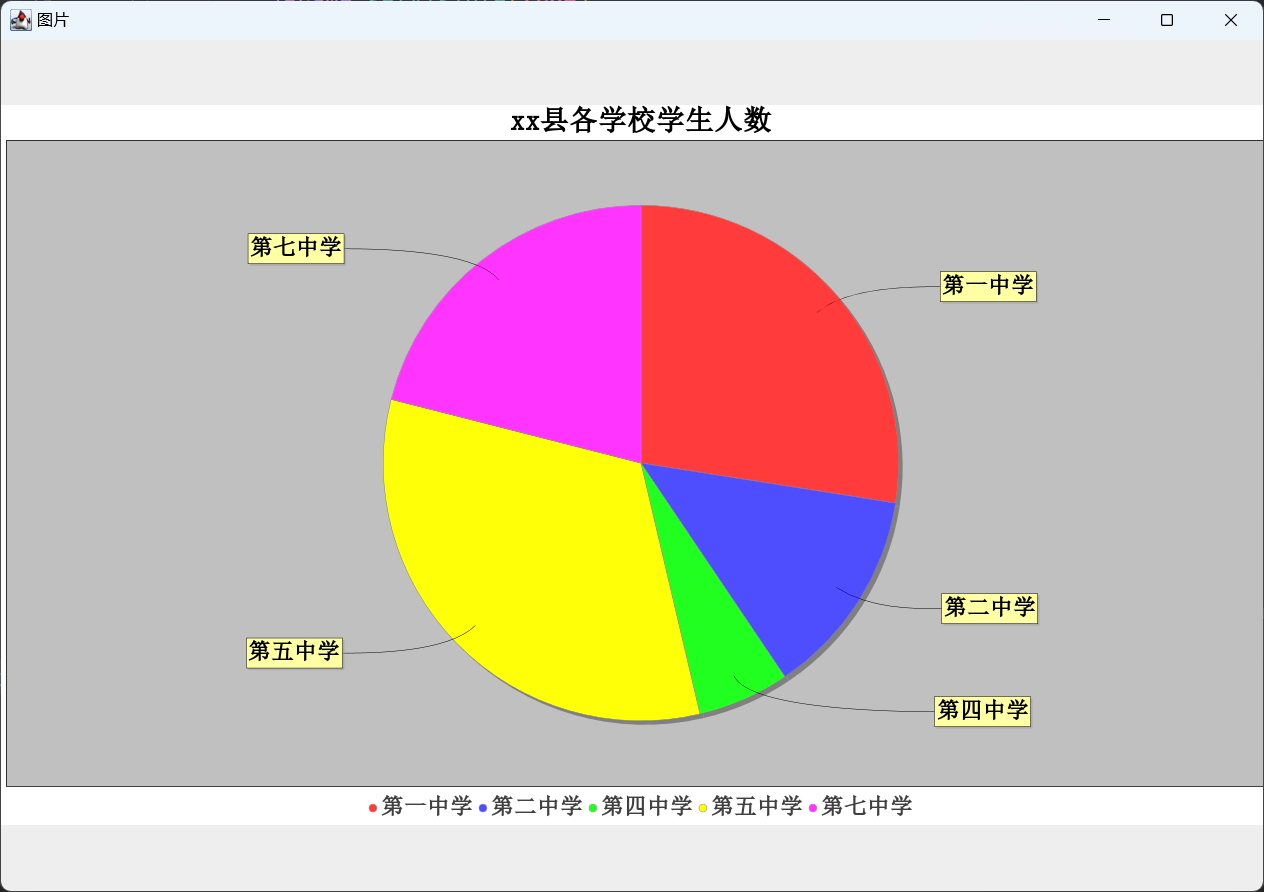 图片
xx县各学校学生人数
第七中学
第一中学
第二中学
第五中学
第四中学
第一中学 第二中学 第四中学 第五中学 第七中学